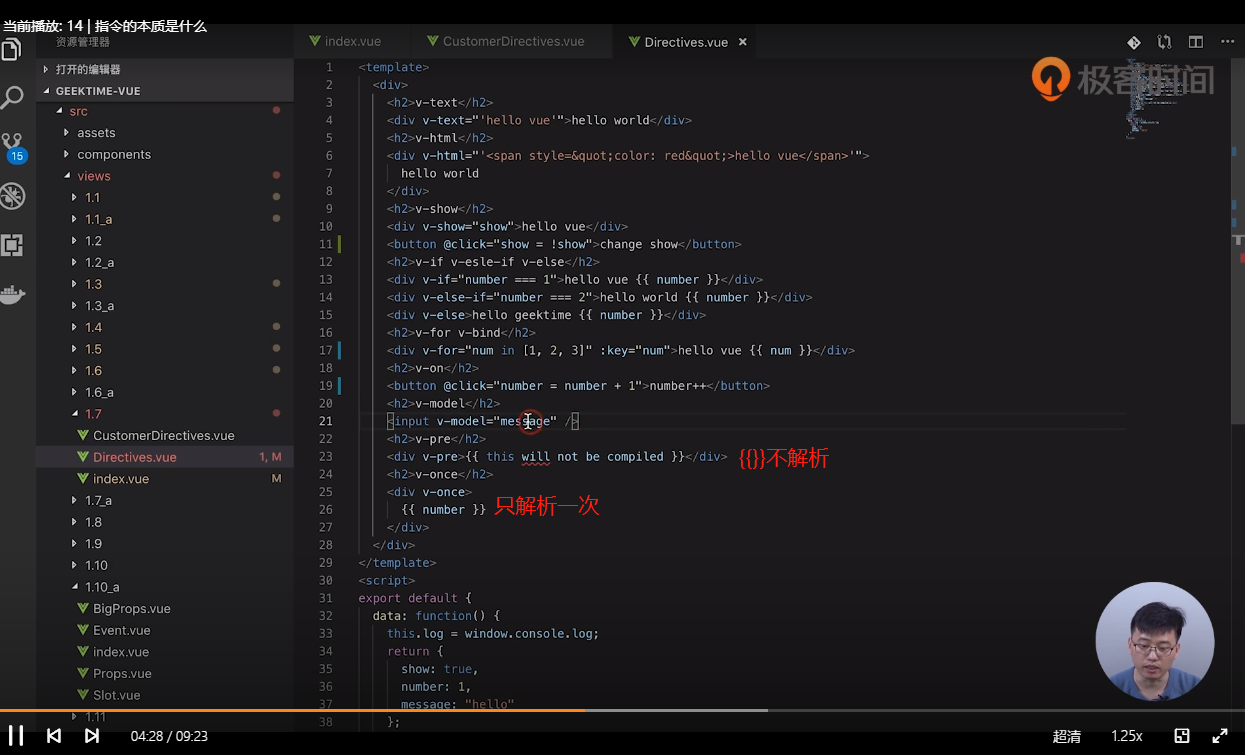 当前播放: 14 | 指令的本质是什么
资源管理器
index.vue
CustomerDirectives.vue
Directives.vue
极客时间
打开的编辑器
GEEKTIME-VUE
src
assets
components
15
views
1.1
1.1_a
1.2
1.2_a
1.3
1.3_a
1.4
1.5
1.6
1.6_a
1.7
CustomerDirectives.vue
Directives.vue 1, M
index.vue M
1.7_a
1.8
1.9
1.10
1.10_a
BigProps.vue
Event.vue
index.vue
Props.vue
Slot.vue
1.11
1 <template>
2 <div>
3 <h2>v-text</h2>
4 <div v-text="'hello vue'">hello world</div>
5 <h2>v-html</h2>
6 <div v-html="'<span style=&quot;color: red&quot;>hello vue</span>'">
7 hello world
8 </div>
9 <h2>v-show</h2>
10 <div v-show="show">hello vue</div>
11 <button @click="show = !show">change show</button>
12 <h2>v-if v-esle-if v-else</h2>
13 <div v-if="number === 1">hello vue {{ number }}</div>
14 <div v-else-if="number === 2">hello world {{ number }}</div>
15 <div v-else>hello geektime {{ number }}</div>
16 <h2>v-for v-bind</h2>
17 <div v-for="num in [1, 2, 3]" :key="num">hello vue {{ num }}</div>
18 <h2>v-on</h2>
19 <button @click="number = number + 1">number++</button>
20 <h2>v-model</h2>
21 <input v-model="message" />
22 <h2>v-pre</h2>
23 <div v-pre>{{ this will not be compiled }}</div> {{}}不解析
24 <h2>v-once</h2>
25 <div v-once>
26 {{ number }} 只解析一次
27 </div>
28 </div>
29 </template>
30 <script>
31 export default {
32 data: function() {
33 this.log = window.console.log;
34 return {
35 show: true,
36 number: 1,
37 message: "hello"
38 };
04:28 / 09:23
超清
1.25x